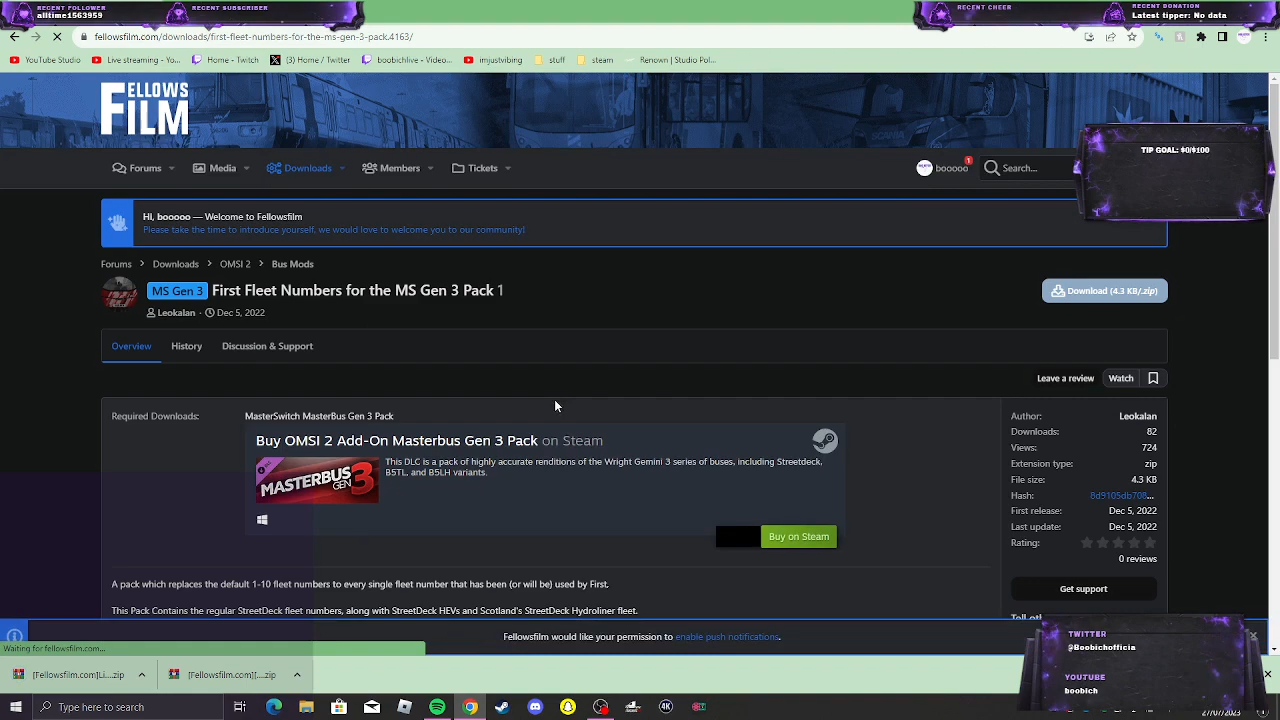 RECENT FOLLOWER
alltime1563959
RECENT SUBSCRIBER
RECENT CHEER
RECENT DONATION
Latest tipper: No data
fellowsfilm.com/downloads/first-fleet-numbers-for-the-ms-gen-3-pack.4163/
YouTube Studio
Live streaming - Yo...
Home - Twitch
(3) Home / Twitter
boobichlive - Video...
imjustvibing
stuff
steam
Renown | Studio Pol...
FELLOWS
FILM
Forums
Media
Downloads
Members
Tickets
booooo
1
Search...
TIP GOAL: $0/$100
Hi, booooo — Welcome to Fellowsfilm
Please take the time to introduce yourself, we would love to welcome you to our community!
Forums > Downloads > OMSI 2 > Bus Mods
MS Gen 3 First Fleet Numbers for the MS Gen 3 Pack 1
Download (4.3 KB/.zip)
Leokalan · Dec 5, 2022
Overview
History
Discussion & Support
Leave a review
Watch
Required Downloads:
MasterSwitch MasterBus Gen 3 Pack
Buy OMSI 2 Add-On Masterbus Gen 3 Pack on Steam
DLC
MASTERBUS GEN 3
This DLC is a pack of highly accurate renditions of the Wright Gemini 3 series of buses, including Streetdeck,
B5TL, and B5LH variants.
Buy on Steam
Author: Leokalan
Downloads: 82
Views: 724
Extension type: zip
File size: 4.3 KB
Hash: 8d9105db708...
First release: Dec 5, 2022
Last update: Dec 5, 2022
Rating:
0 reviews
Get support
A pack which replaces the default 1-10 fleet numbers to every single fleet number that has been (or will be) used by First.
This Pack Contains the regular StreetDeck fleet numbers, along with StreetDeck HEVs and Scotland's StreetDeck Hydroliner fleet.
Fellowsfilm would like your permission to enable push notifications.
Waiting for fellowsfilm.com...
[Fellowsfilm.com]Li....zip
[Fellowsfilm.com][....zip
TWITTER
@Boobichofficia
YOUTUBE
boobich
Type here to search
4K
27/07/2023